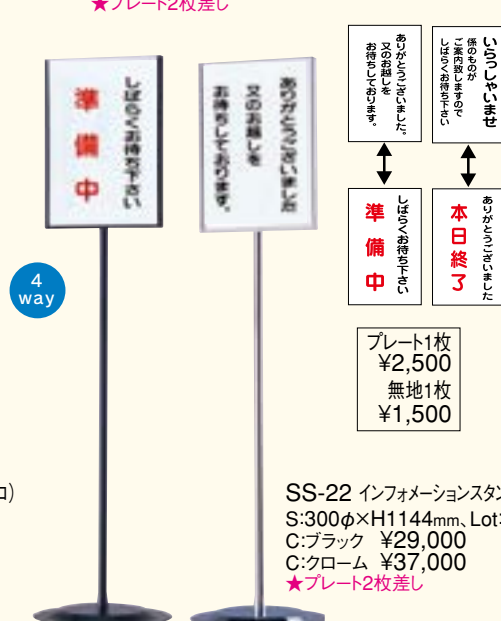 ★プレート2枚差し
しばらくお待ち下さい
準備中
ありがとうございました
又のお越しを
お待ちしております。
ありがとうございました。
又のお越しを
お待ちしております。
いらっしゃいませ
係のものが
ご案内致しますので
しばらくお待ち下さい
しばらくお待ち下さい
準備中
ありがとうございました
本日終了
4
way
プレート1枚
¥2,500
無地1枚
¥1,500
コ)
SS-22 インフォメーションスタン
S:300φ×H1144mm、Lot:
C:ブラック ¥29,000
C:クローム ¥37,000
★プレート2枚差し